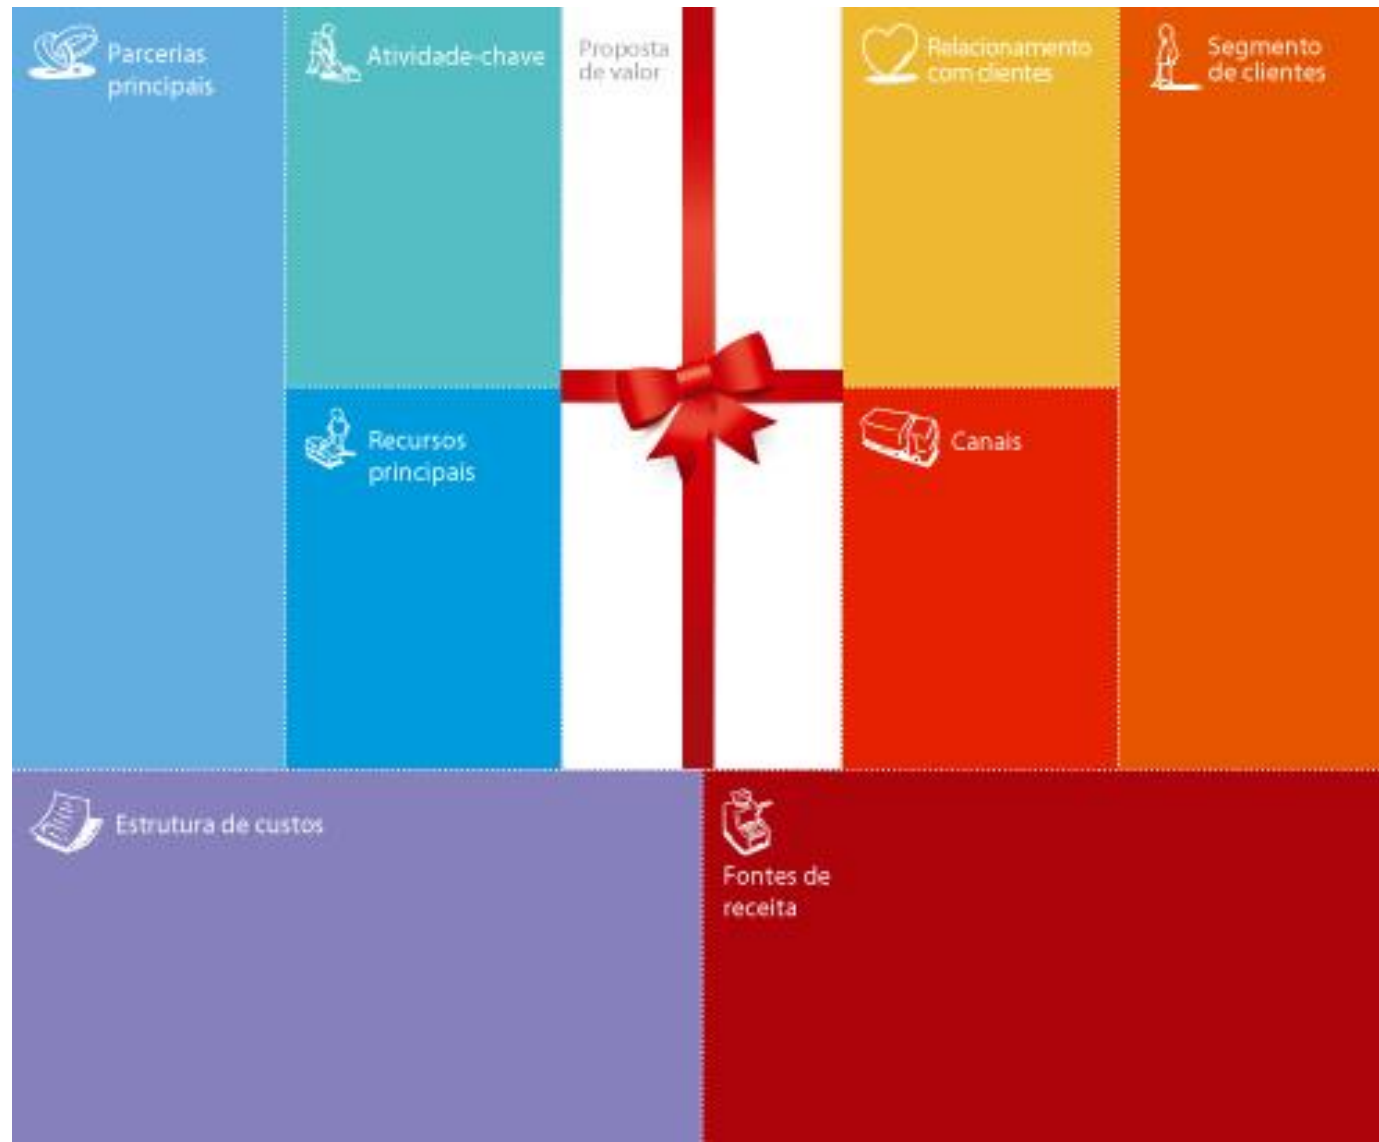 Parcerias
principais
Atividade-chave
Proposta
de valor
Relacionamento
com clientes
Segmento
de clientes
Recursos
principais
Canais
Estrutura de custos
Fontes de
receita